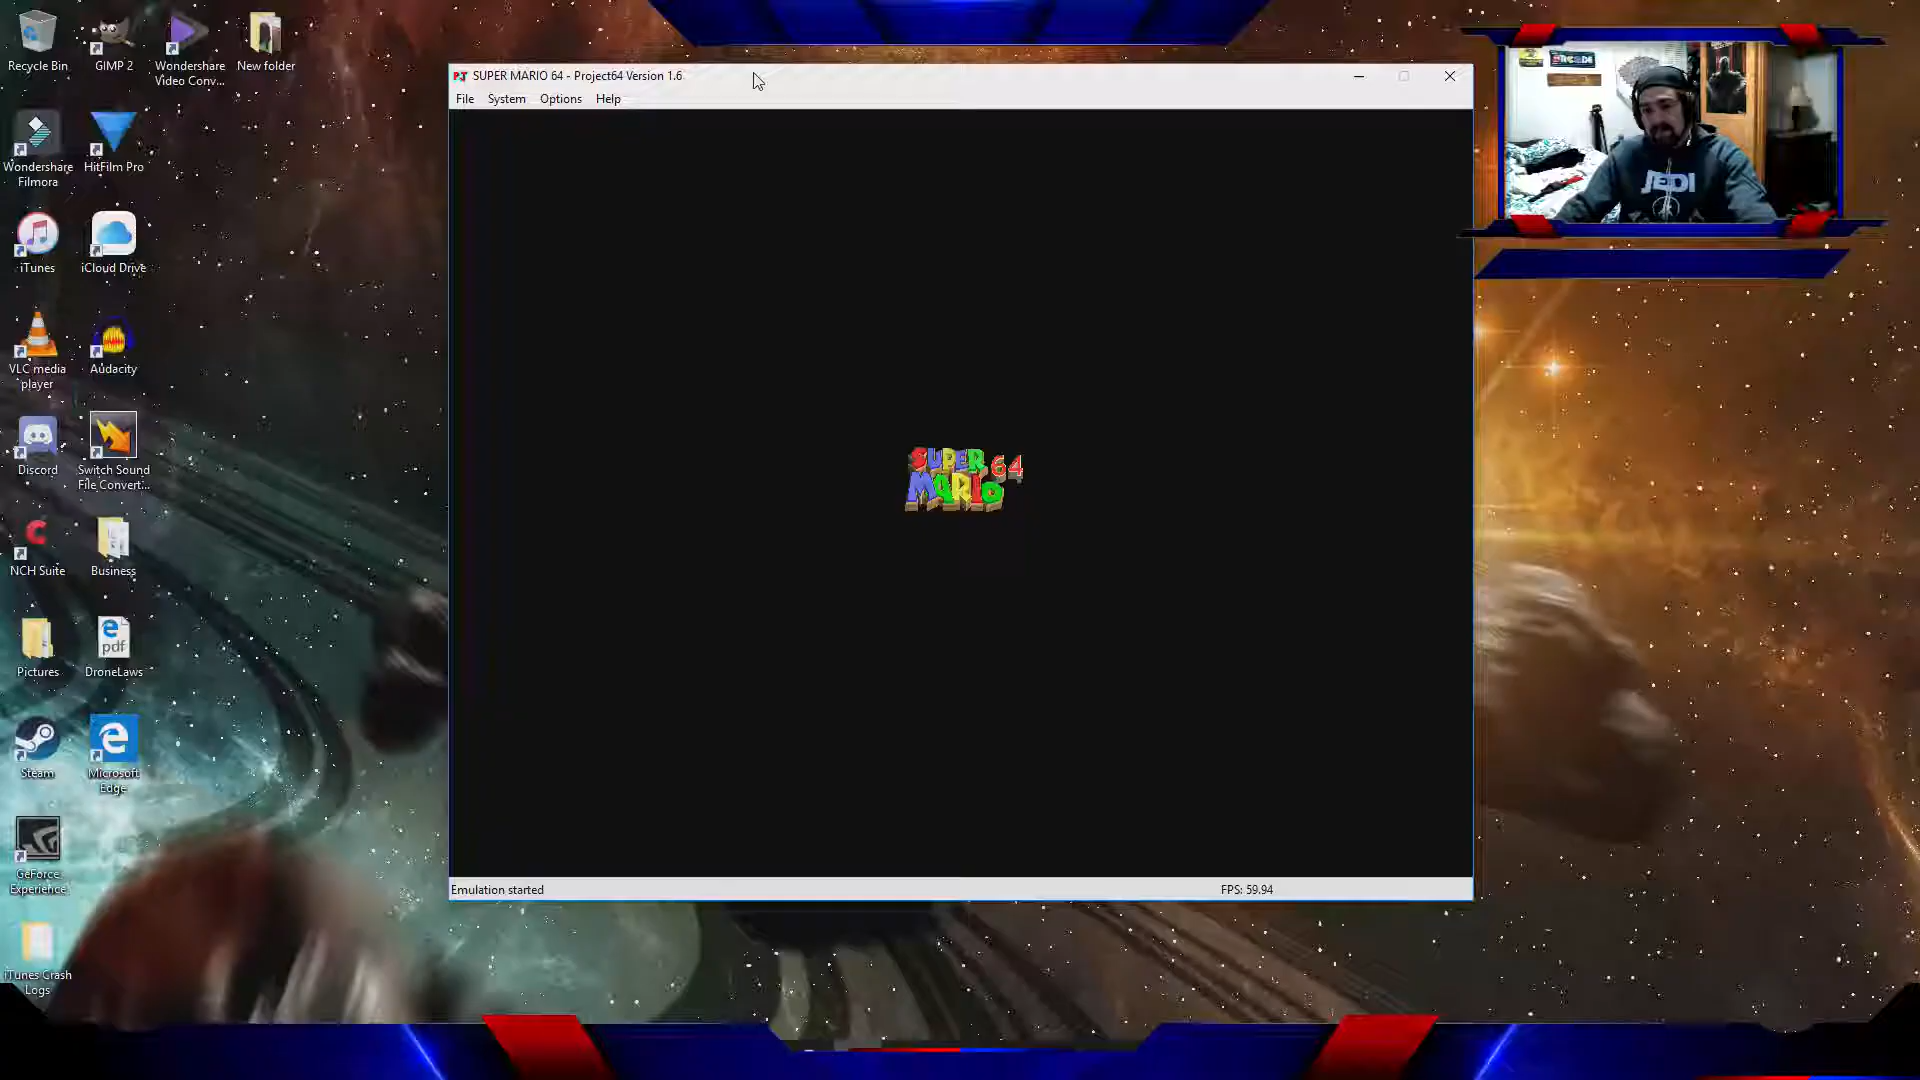 Recycle Bin
GIMP 2
Wondershare
Video Conv...
New folder
Wondershare
Filmora
HitFilm Pro
iTunes
iCloud Drive
VLC media
player
Audacity
Discord
Switch Sound
File Convert...
NCH Suite
Business
Pictures
pdf
DroneLaws
Steam
Microsoft
Edge
GeForce
Experience
iTunes Crash
Logs
SUPER MARIO 64 - Project64 Version 1.6
File System Options Help
SUPER
MARIO 64
Emulation started
FPS: 59.94
JEDI